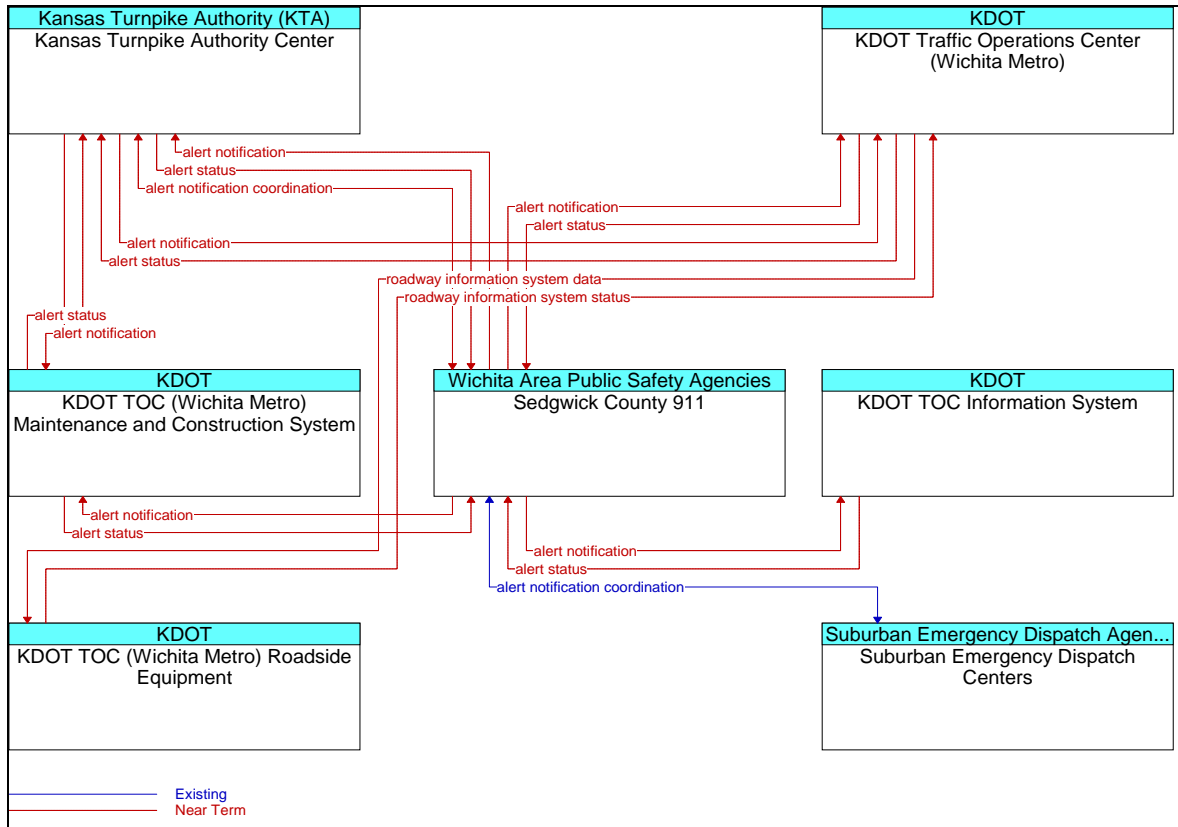 Kansas Turnpike Authority (KTA)
Kansas Turnpike Authority Center
KDOT
KDOT Traffic Operations Center
(Wichita Metro)
alert notification
alert status
alert notification coordination
alert notification
alert status
alert notification
alert status
roadway information system data
roadway information system status
alert status
alert notification
KDOT
KDOT TOC (Wichita Metro)
Maintenance and Construction System
Wichita Area Public Safety Agencies
Sedgwick County 911
KDOT
KDOT TOC Information System
alert notification
alert status
alert notification
alert status
alert notification coordination
KDOT
KDOT TOC (Wichita Metro) Roadside
Equipment
Suburban Emergency Dispatch Agen...
Suburban Emergency Dispatch
Centers
Existing
Near Term